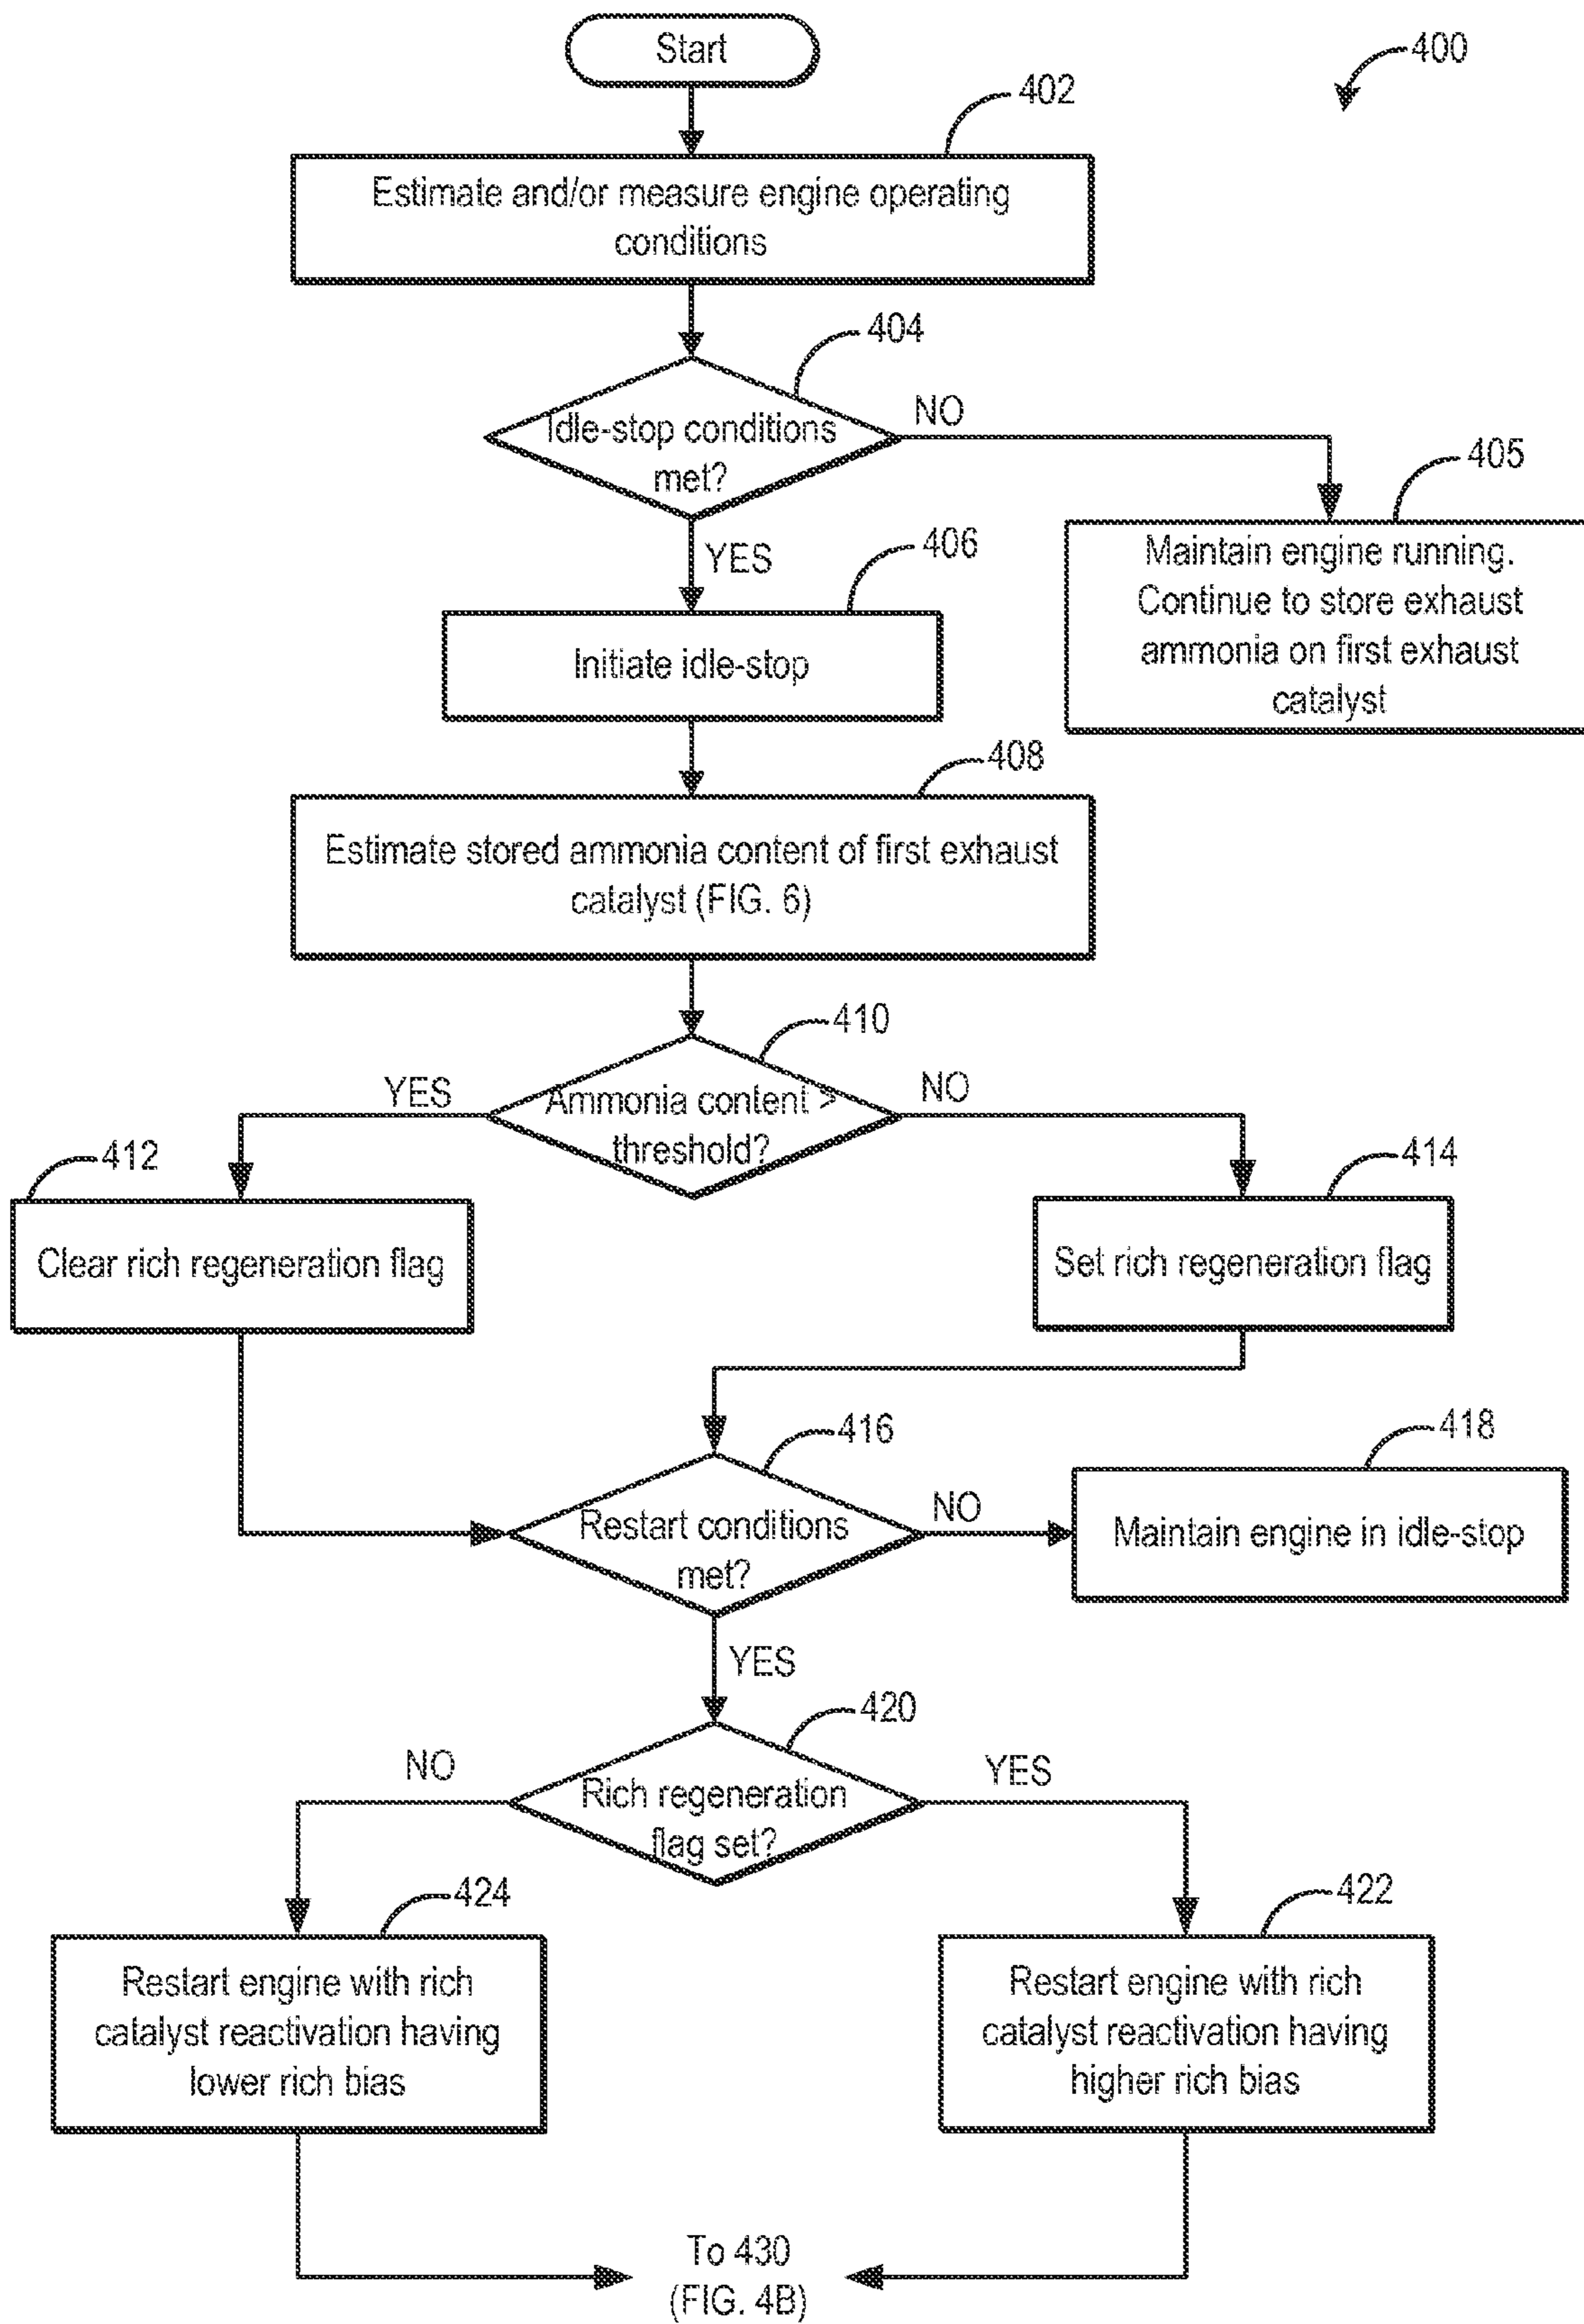 Start
400
402
Estimate and/or measure engine operating
conditions
404
Idle-stop conditions
met?
NO
405
Maintain engine running.
Continue to store exhaust
ammonia on first exhaust
catalyst
YES
406
Initiate idle-stop
408
Estimate stored ammonia content of first exhaust
catalyst (FIG. 6)
410
YES
Ammonia content >
threshold?
NO
412
Clear rich regeneration flag
414
Set rich regeneration flag
416
Restart conditions
met?
NO
418
Maintain engine in idle-stop
YES
420
NO
Rich regeneration
flag set?
YES
424
Restart engine with rich
catalyst reactivation having
lower rich bias
422
Restart engine with rich
catalyst reactivation having
higher rich bias
To 430
(FIG. 4B)